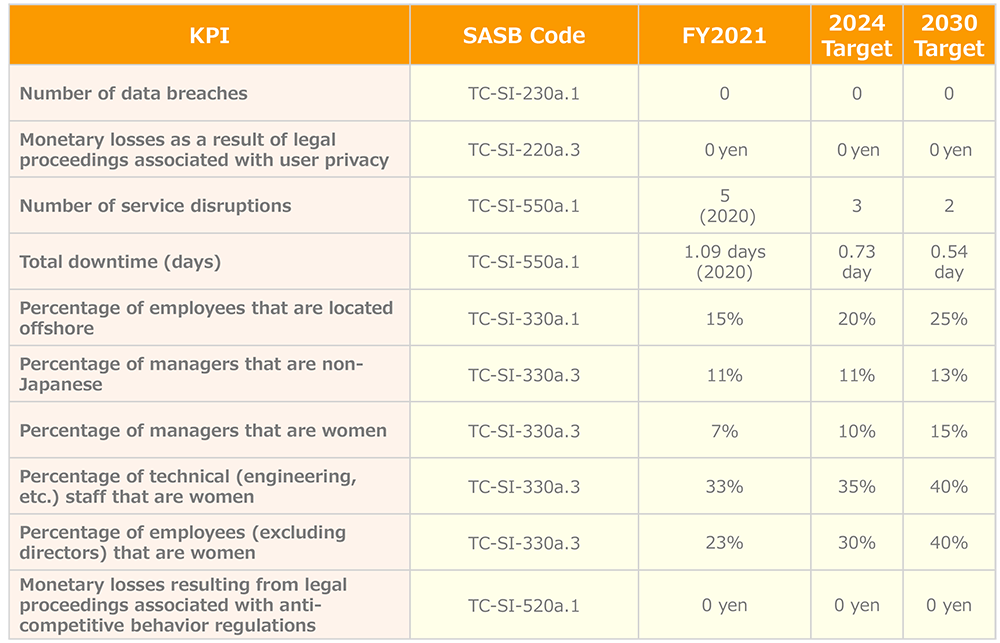 KPI
SASB Code
FY2021
2024
Target
2030
Target
Number of data breaches
TC-SI-230a.1
0
0
0
Monetary losses as a result of legal
proceedings associated with user privacy
TC-SI-220a.3
0 yen
0 yen
0 yen
Number of service disruptions
TC-SI-550a.1
5
(2020)
3
2
Total downtime (days)
TC-SI-550a.1
1.09 days
(2020)
0.73
day
0.54
day
Percentage of employees that are located
offshore
TC-SI-330a.1
15%
20%
25%
Percentage of managers that are non-
Japanese
TC-SI-330a.3
11%
11%
13%
Percentage of managers that are women
TC-SI-330a.3
7%
10%
15%
Percentage of technical (engineering,
etc.) staff that are women
TC-SI-330a.3
33%
35%
40%
Percentage of employees (excluding
directors) that are women
TC-SI-330a.3
23%
30%
40%
Monetary losses resulting from legal
proceedings associated with anti-
competitive behavior regulations
TC-SI-520a.1
0 yen
0 yen
0 yen